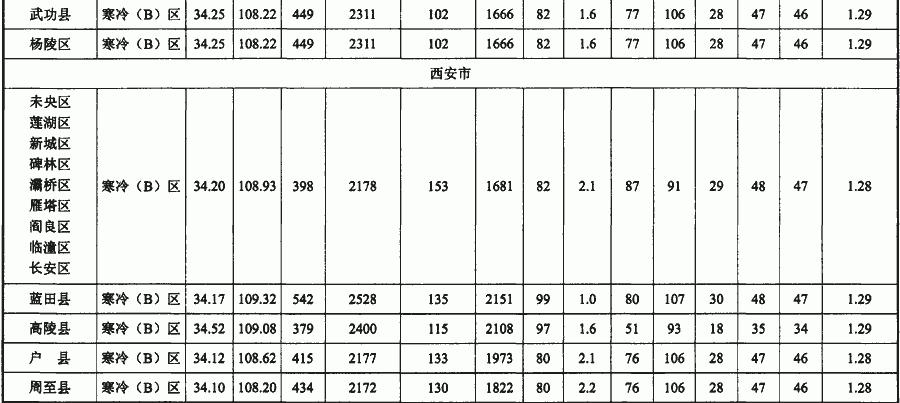 武功县 寒冷（B）区 34.25 108.22 449 2311 102 1666 82 1.6 77 106 28 47 46 1.29
杨陵区 寒冷（B）区 34.25 108.22 449 2311 102 1666 82 1.6 77 106 28 47 46 1.29
西安市
未央区
莲湖区
新城区
碑林区
灞桥区 寒冷（B）区 34.20 108.93 398 2178 153 1681 82 2.1 87 91 29 48 47 1.28
雁塔区
阎良区
临潼区
长安区
蓝田县 寒冷（B）区 34.17 109.32 542 2528 135 2151 99 1.0 80 107 30 48 47 1.29
高陵县 寒冷（B）区 34.52 109.08 379 2400 115 2108 97 1.6 51 93 18 35 34 1.29
户 县 寒冷（B）区 34.12 108.62 415 2177 133 1973 80 2.1 76 106 28 47 46 1.28
周至县 寒冷（B）区 34.10 108.20 434 2172 130 1822 80 2.2 76 106 28 47 46 1.28